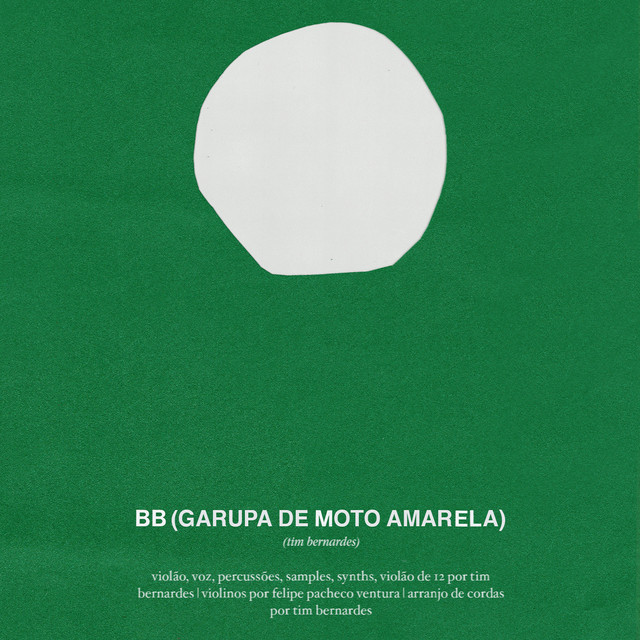 BB (GARUPA DE MOTO AMARELA)
(tim bernardes)
violão, voz, percussões, samples, synths, violão de 12 por tim
bernardes | violinos por felipe pacheco ventura | arranjo de cordas
por tim bernardes